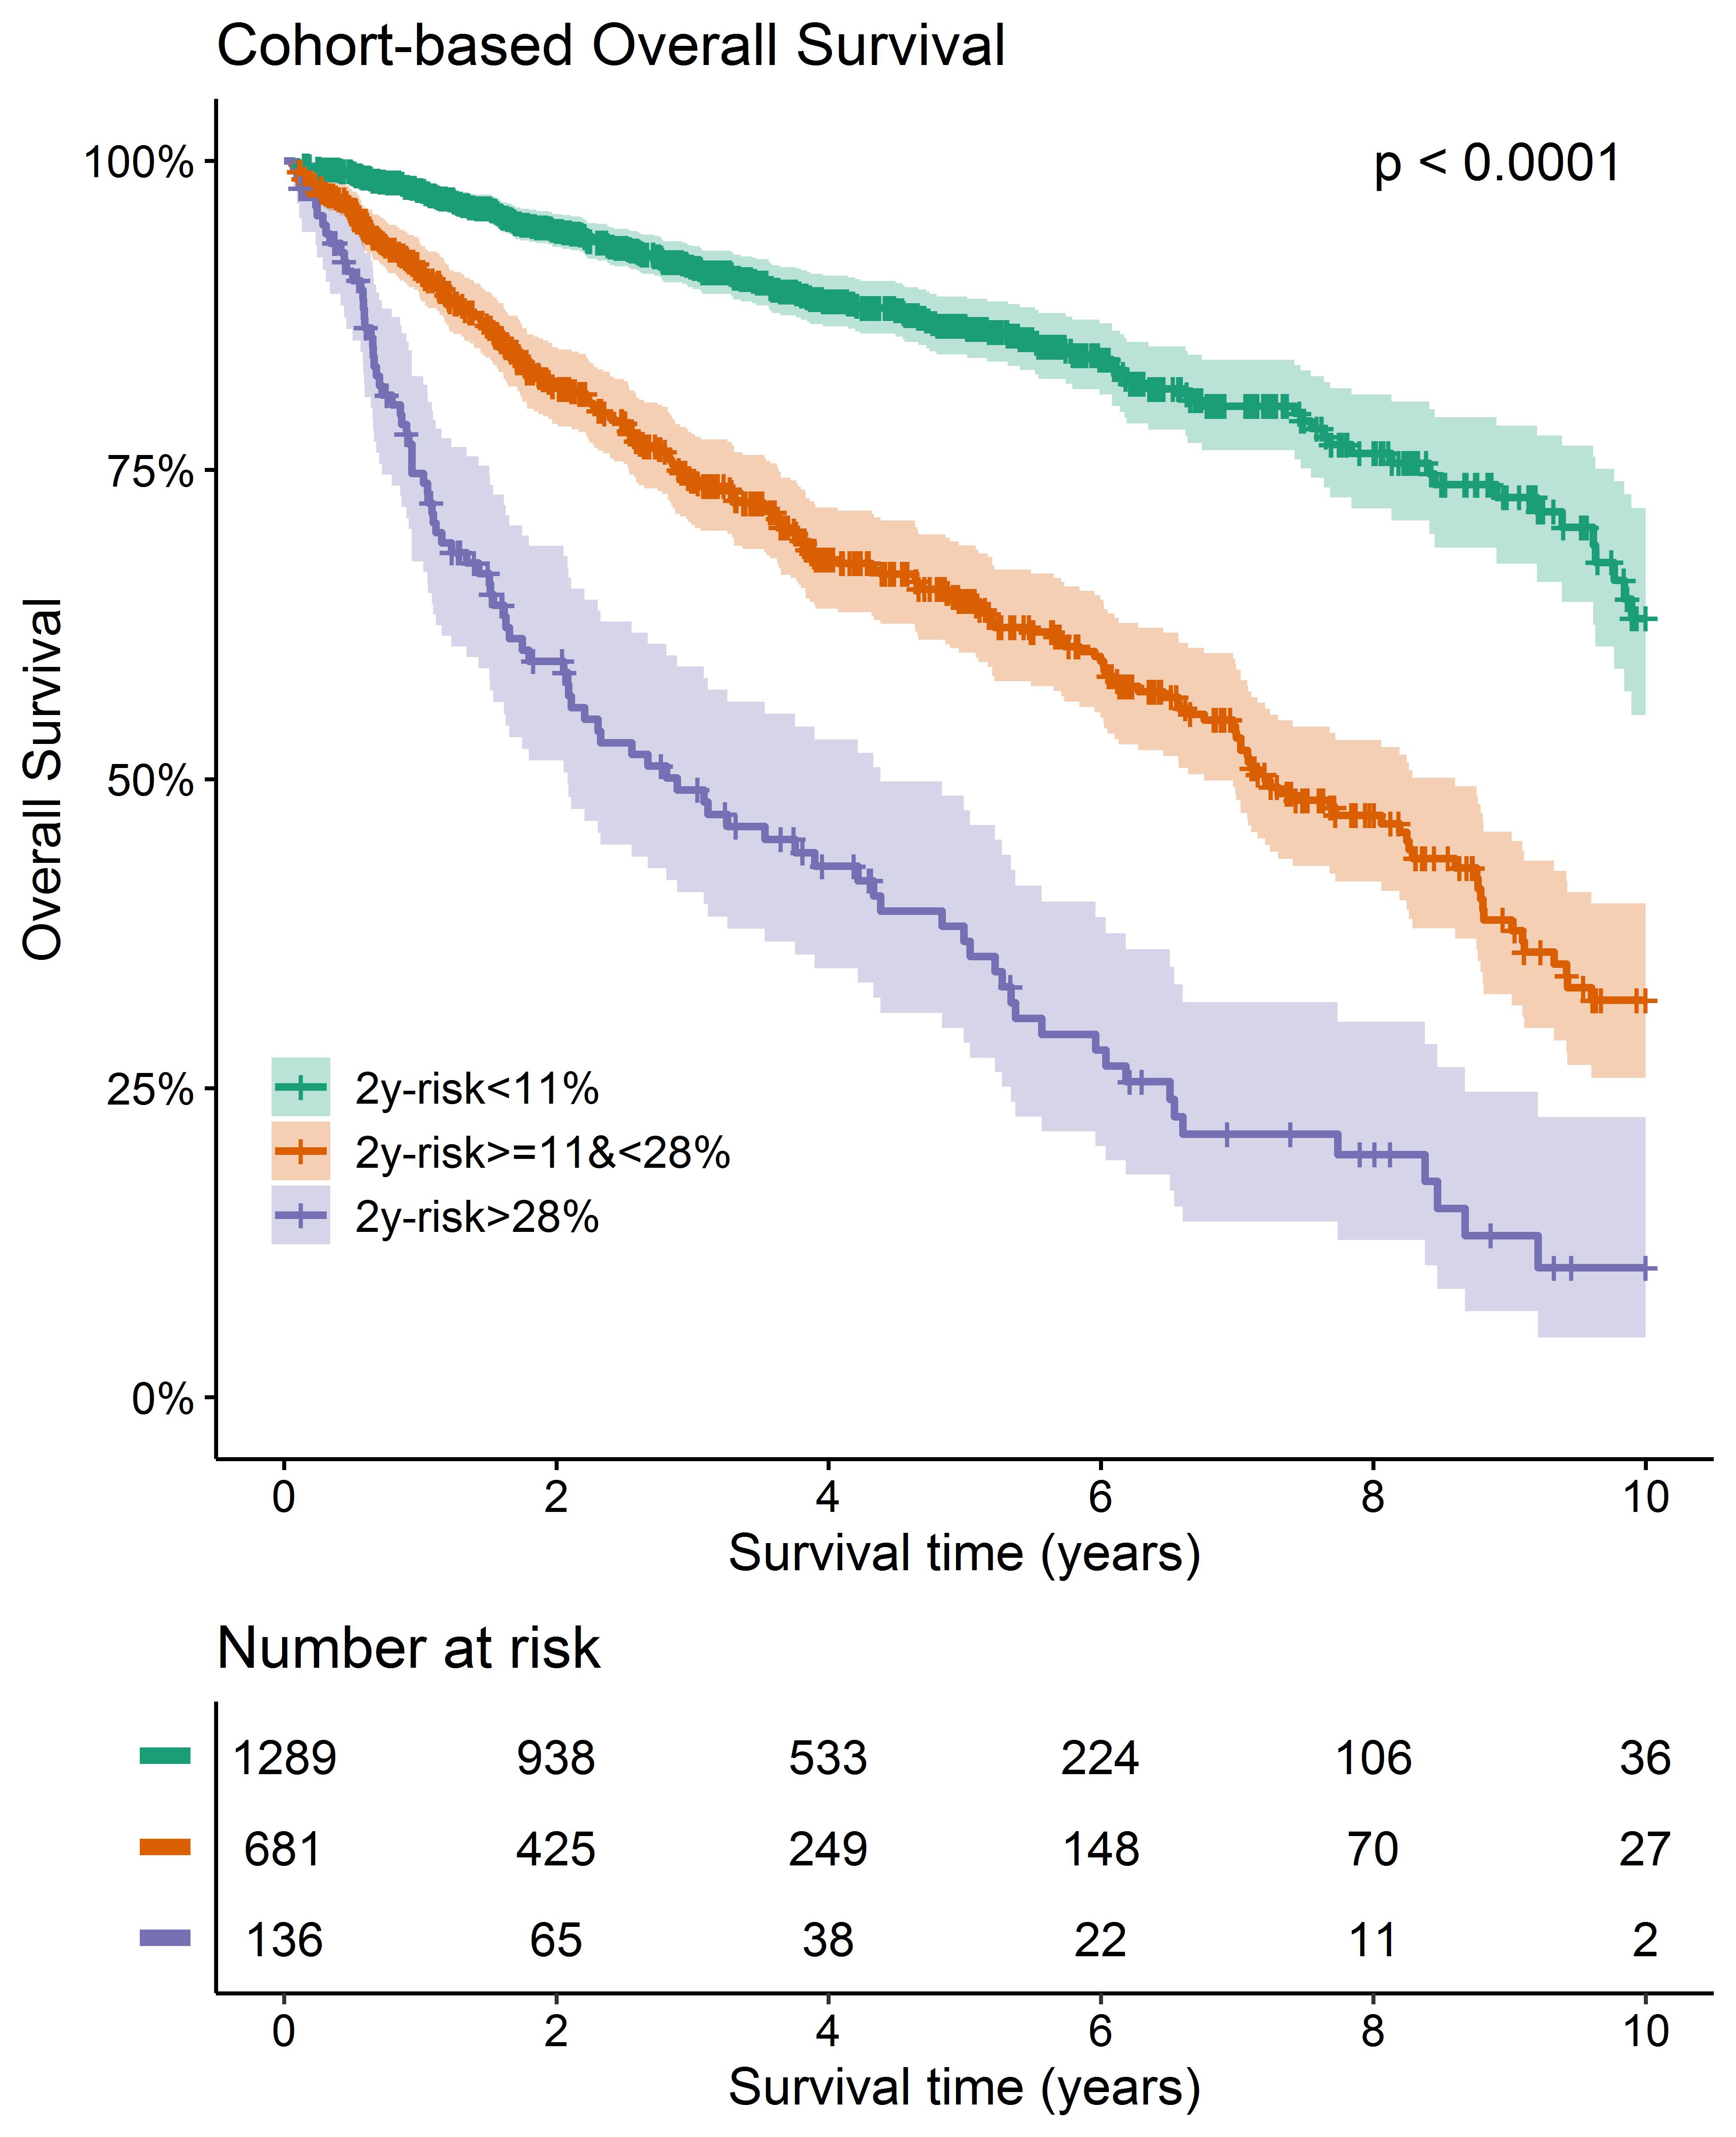 Cohort-based Overall Survival
p < 0.0001
100%
75%
50%
25%
0%
Overall Survival
2y-risk<11%
2y-risk>=11&<28%
2y-risk>28%
0 2 4 6 8 10
Survival time (years)
Number at risk
1289 938 533 224 106 36
681 425 249 148 70 27
136 65 38 22 11 2
0 2 4 6 8 10
Survival time (years)